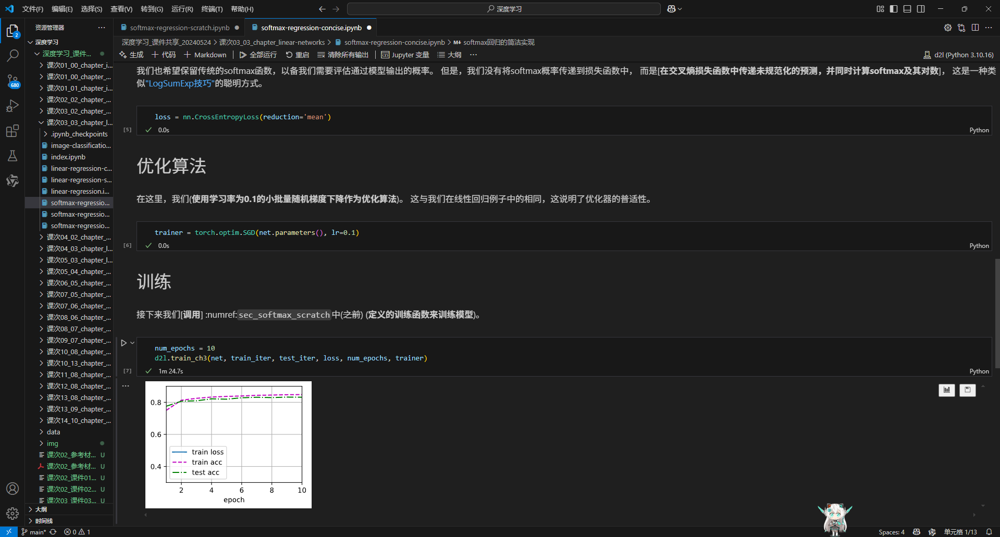 文件(F) 编辑(E) 选择(S) 查看(V) 转到(G) 运行(R) 终端(T) 帮助(H)
深度学习
资源管理器
softmax-regression-scratch.ipynb
softmax-regression-concise.ipynb
深度学习_课件共享_20240524 > 课次03_03_chapter_linear-networks > softmax-regression-concise.ipynb > softmax回归的简洁实现
生成 代码 Markdown 全部运行 重启 清除所有输出 Jupyter 变量 大纲 ...
d2l (Python 3.10.16)
2
680
深度学习
深度学习_课件...
课次01_00_chapter_i...
课次01_00_chapter_...
课次01_01_chapter_i...
课次02_02_chapter_...
课次03_02_chapter_...
课次03_03_chapter_l...
.ipynb_checkpoints
image-classificatio...
index.ipynb
linear-regression-c...
linear-regression-s...
linear-regression.i...
softmax-regressio...
softmax-regressio...
softmax-regressio...
课次04_02_chapter_...
课次04_03_chapter_l...
课次05_03_chapter_l...
课次05_04_chapter_...
课次06_05_chapter_...
课次07_05_chapter_...
课次07_06_chapter_...
课次08_06_chapter_...
课次08_07_chapter_...
课次09_07_chapter_...
课次10_08_chapter_...
课次10_13_chapter_...
课次11_08_chapter_...
课次12_08_chapter_...
课次13_08_chapter_...
课次13_09_chapter_...
课次14_10_chapter_...
data
img
课次02_参考材... U
课次02_参考材... U
课次02_课件01... U
课次02_课件02... U
课次03_课件03... U
大纲
时间线
我们也希望保留传统的softmax函数，以备我们需要评估通过模型输出的概率。 但是，我们没有将softmax概率传递到损失函数中， 而是[在交叉熵损失函数中传递未规范化的预测，并同时计算softmax及其对数]， 这是一种类
似"LogSumExp技巧"的聪明方式。
loss = nn.CrossEntropyLoss(reduction='mean')
[5] 0.0s Python
优化算法
在这里，我们(使用学习率为0.1的小批量随机梯度下降作为优化算法)。 这与我们在线性回归例子中的相同，这说明了优化器的普适性。
trainer = torch.optim.SGD(net.parameters(), lr=0.1)
[6] 0.0s Python
训练
接下来我们[调用] :numref:sec_softmax_scratch中(之前) (定义的训练函数来训练模型)。
num_epochs = 10
d2l.train_ch3(net, train_iter, test_iter, loss, num_epochs, trainer)
[7] 1m 24.7s Python
0.8
0.6
0.4
train loss
train acc
test acc
2 4 6 8 10
epoch
main* 0 1
Spaces: 4 单元格 1/13